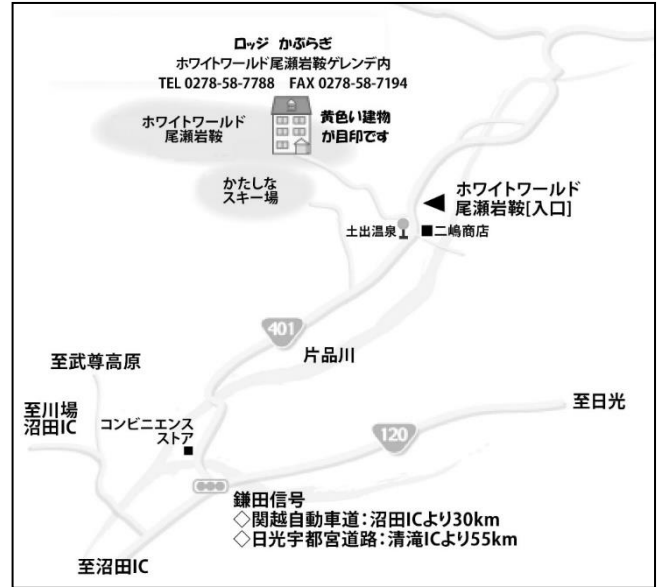 ロッジ かぶらぎ
ホワイトワールド尾瀬岩鞍ゲレンデ内
TEL 0278-58-7788 FAX 0278-58-7194
ホワイトワールド
尾瀬岩鞍
黄色い建物
が目印です
かたしな
スキー場
ホワイトワールド
尾瀬岩鞍[入口]
土出温泉
■二嶋商店
401
片品川
至武尊高原
至川場
沼田IC
コンビニエンス
ストア
至日光
120
鎌田信号
◇関越自動車道:沼田ICより30km
◇日光宇都宮道路:清滝ICより55km
至沼田IC